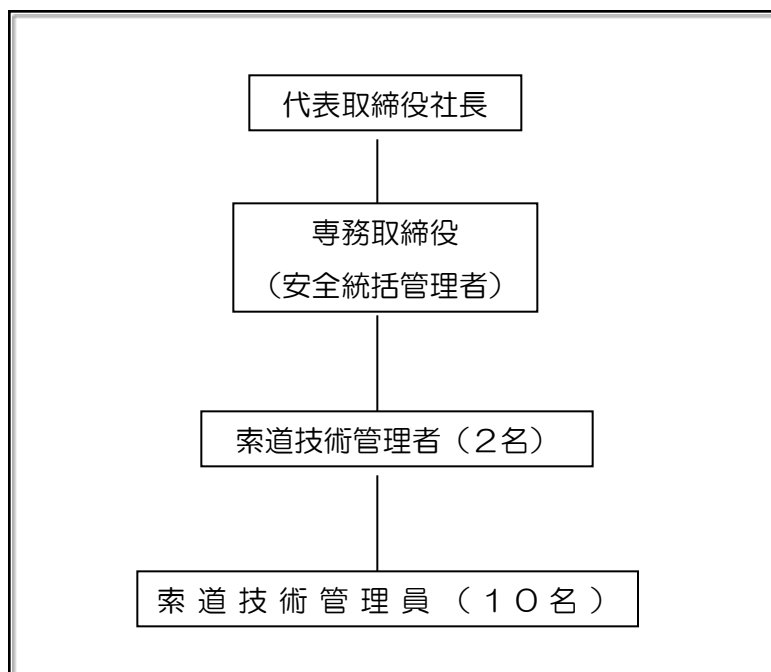 代表取締役社長
専務取締役
（安全統括管理者）
索道技術管理者（２名）
索道技術管理員（１０名）